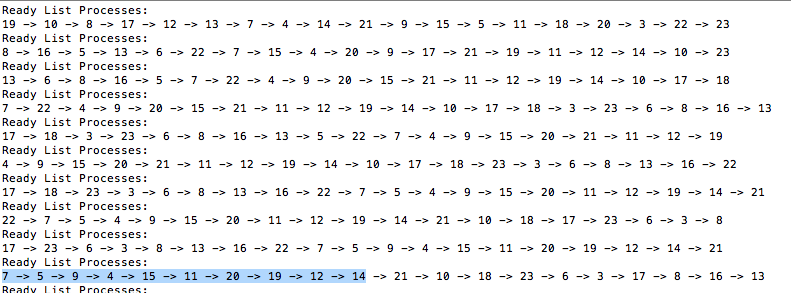 Ready List Processes:
19 -> 10 -> 8 -> 17 -> 12 -> 13 -> 7 -> 4 -> 14 -> 21 -> 9 -> 15 -> 5 -> 11 -> 18 -> 20 -> 3 -> 22 -> 23
Ready List Processes:
8 -> 16 -> 5 -> 13 -> 6 -> 22 -> 7 -> 15 -> 4 -> 20 -> 9 -> 17 -> 21 -> 19 -> 11 -> 12 -> 14 -> 10 -> 23
Ready List Processes:
13 -> 6 -> 8 -> 16 -> 5 -> 7 -> 22 -> 4 -> 9 -> 20 -> 15 -> 21 -> 11 -> 12 -> 19 -> 14 -> 10 -> 17 -> 18
Ready List Processes:
7 -> 22 -> 4 -> 9 -> 20 -> 15 -> 21 -> 11 -> 12 -> 19 -> 14 -> 10 -> 17 -> 18 -> 3 -> 23 -> 6 -> 8 -> 16 -> 13
Ready List Processes:
17 -> 18 -> 3 -> 23 -> 6 -> 8 -> 16 -> 13 -> 5 -> 22 -> 7 -> 4 -> 9 -> 15 -> 20 -> 21 -> 11 -> 12 -> 19
Ready List Processes:
4 -> 9 -> 15 -> 20 -> 21 -> 11 -> 12 -> 19 -> 14 -> 10 -> 17 -> 18 -> 23 -> 3 -> 6 -> 8 -> 13 -> 16 -> 22
Ready List Processes:
17 -> 18 -> 23 -> 3 -> 6 -> 8 -> 13 -> 16 -> 22 -> 7 -> 5 -> 4 -> 9 -> 15 -> 20 -> 11 -> 12 -> 19 -> 14 -> 21
Ready List Processes:
22 -> 7 -> 5 -> 4 -> 9 -> 15 -> 20 -> 11 -> 12 -> 19 -> 14 -> 21 -> 10 -> 18 -> 17 -> 23 -> 6 -> 3 -> 8
Ready List Processes:
17 -> 23 -> 6 -> 3 -> 8 -> 13 -> 16 -> 22 -> 7 -> 5 -> 9 -> 4 -> 15 -> 11 -> 20 -> 19 -> 12 -> 14 -> 21
Ready List Processes:
7 -> 5 -> 9 -> 4 -> 15 -> 11 -> 20 -> 19 -> 12 -> 14 -> 21 -> 10 -> 18 -> 23 -> 6 -> 3 -> 17 -> 8 -> 16 -> 13
Ready List Processes: